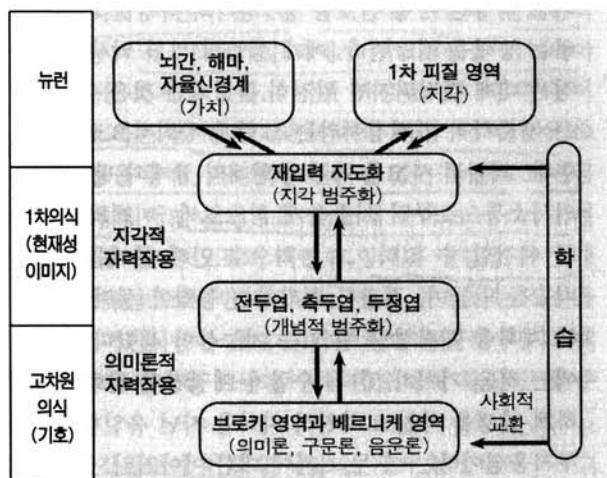 뉴런
뇌간, 해마,
자율신경계
(가치)
1차 피질 영역
(지각)
재입력 지도화
(지각 범주화)
1차의식
(현재성
이미지)
지각적
자력작용
학
습
전두엽, 측두엽, 두정엽
(개념적 범주화)
고차원
의식
(기호)
의미론적
자력작용
사회적
교환
브로카 영역과 베르니케 영역
(의미론, 구문론, 음운론)